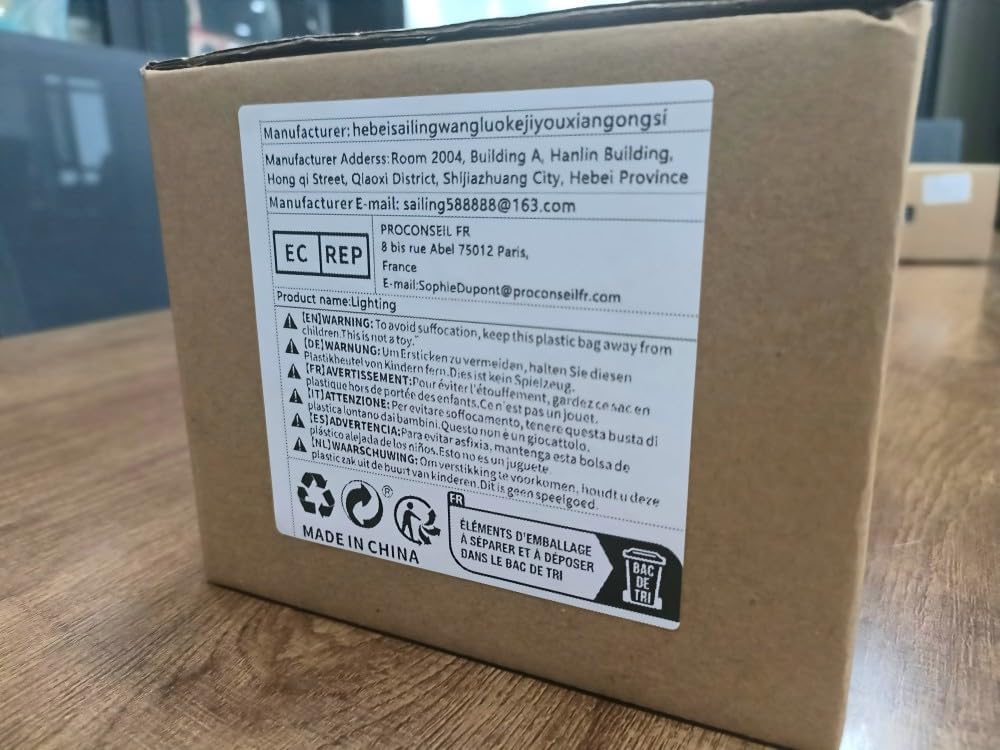 Manufacturer: hebeisailingwangluokejiyouxiangongsi
Manufacturer Adderss:Room 2004, Building A, Hanlin Building,
Hong qi Street, Qiaoxi District, Shijiazhuang City, Hebei Province
Manufacturer E-mail: sailing588888@163.com
EC REP
PROCONSEIL FR
8 bis rue Abel 75012 Paris,
France
E-mail:SophieDupont@proconseilfr.com
Product name:Lighting
[EN]WARNING: To avoid suffocation, keep this plastic bag away from
children.This is not a toy."
[DE]WARNUNG: Um Ersticken zu vermeiden, halten Sie diesen
Plastikbeutel von Kindern fern.Dies ist kein Spielzeug.
[FR]AVERTISSEMENT:Pour éviter l'étouffement, gardez ce sac en
plastique hors de portée des enfants.Ce n'est pas un jouet.
[IT]ATTENZIONE: Per evitare soffocamento, tenere questa busta di
plastica lontano dai bambini. Questo non è un giocattolo.
[ES]ADVERTENCIA:Para evitar asfixia, mantenga esta bolsa de
plástico alejada de los niños. Esto no es un juguete.
[NL]WAARSCHUWING: Om verstikking te voorkomen, houdt u deze
plastic zak uit de buurt van kinderen.Dit is geen speelgoed.
®
MADE IN CHINA
FR
ÉLÉMENTS D'EMBALLAGE
À SÉPARER ET À DÉPOSER
DANS LE BAC DE TRI
BAC
DE
TRI